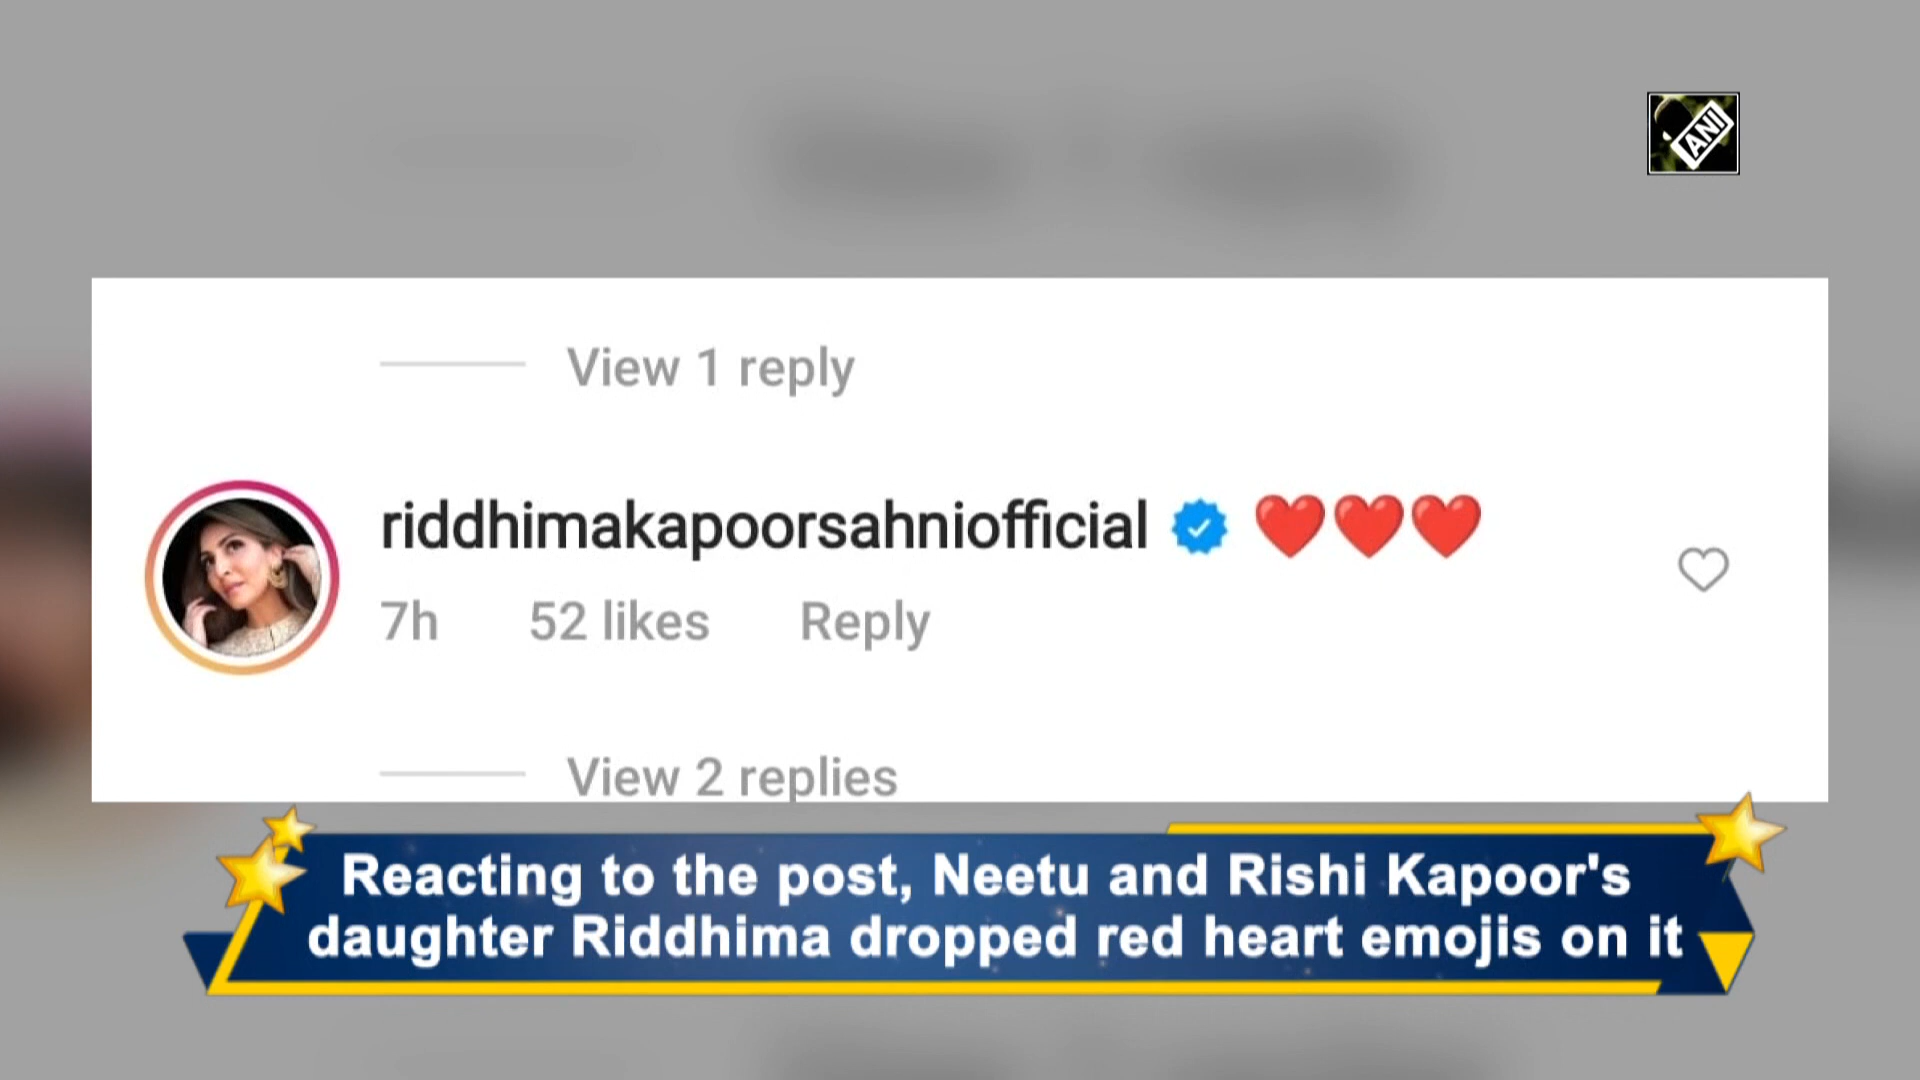 ANI
View 1 reply
riddhimakapoorsahniofficial ❤️❤️❤️
7h 52 likes Reply
View 2 replies
Reacting to the post, Neetu and Rishi Kapoor's
daughter Riddhima dropped red heart emojis on it